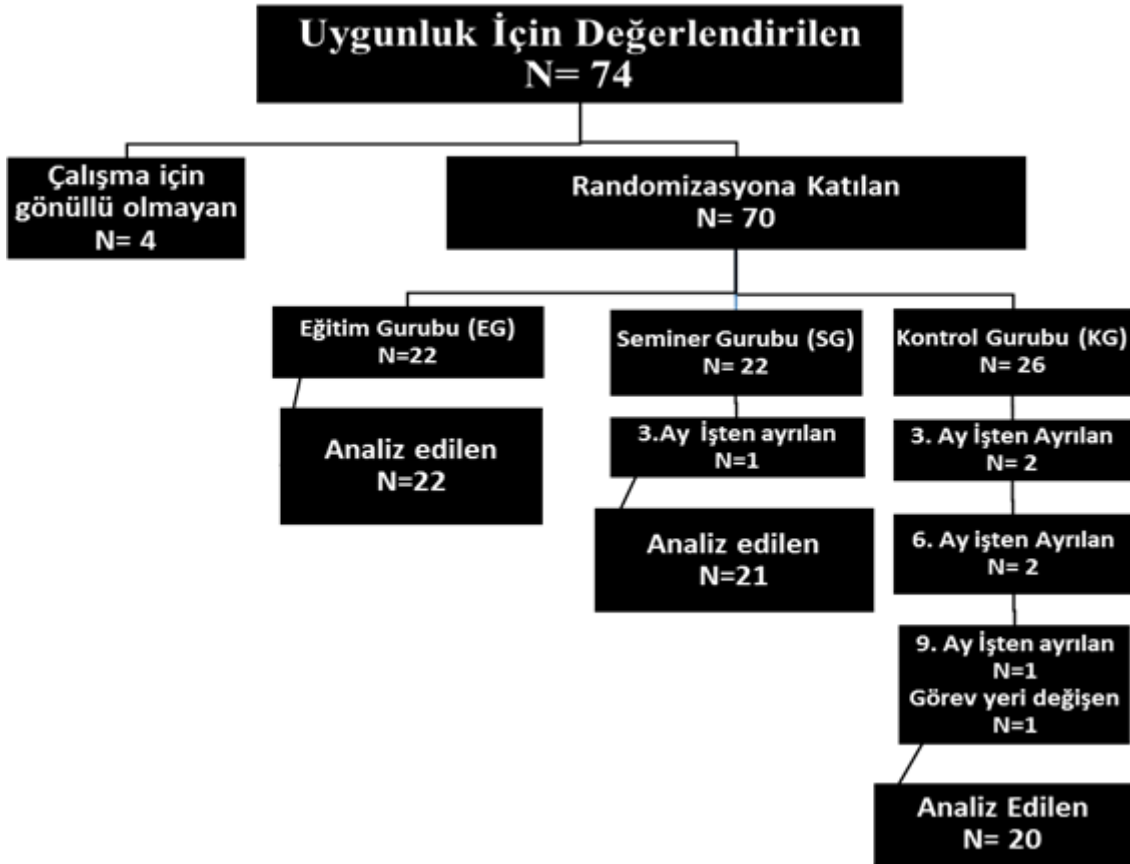 Uygunluk İçin Değerlendirilen
N= 74
Çalışma için
gönüllü olmayan
N= 4
Randomizasyona Katılan
N= 70
Eğitim Gurubu (EG)
N=22
Analiz edilen
N=22
Seminer Gurubu (SG)
N= 22
3.Ay İşten ayrılan
N=1
Analiz edilen
N=21
Kontrol Gurubu (KG)
N= 26
3. Ay İşten Ayrılan
N= 2
6. Ay işten Ayrılan
N= 2
9. Ay İşten ayrılan
N=1
Görev yeri değişen
N=1
Analiz Edilen
N= 20